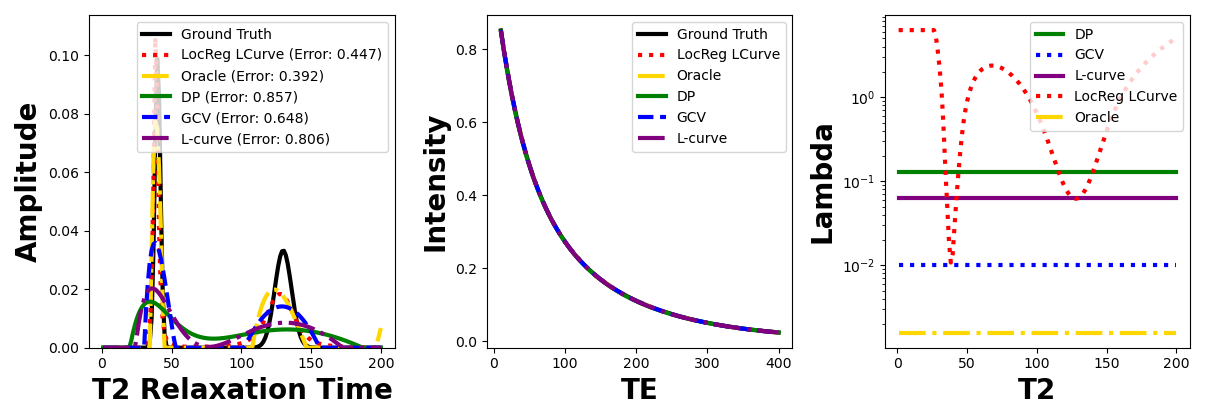 Amplitude
0.10
0.08
0.06
0.04
0.02
0.00
Ground Truth
LocReg LCurve (Error: 0.447)
Oracle (Error: 0.392)
DP (Error: 0.857)
GCV (Error: 0.648)
L-curve (Error: 0.806)
0 50 100 150 200
T2 Relaxation Time
Intensity
0.8
0.6
0.4
0.2
0.0
Ground Truth
LocReg LCurve
Oracle
DP
GCV
L-curve
0 100 200 300 400
TE
Lambda
10⁰
10⁻¹
10⁻²
DP
GCV
L-curve
LocReg LCurve
Oracle
0 50 100 150 200
T2